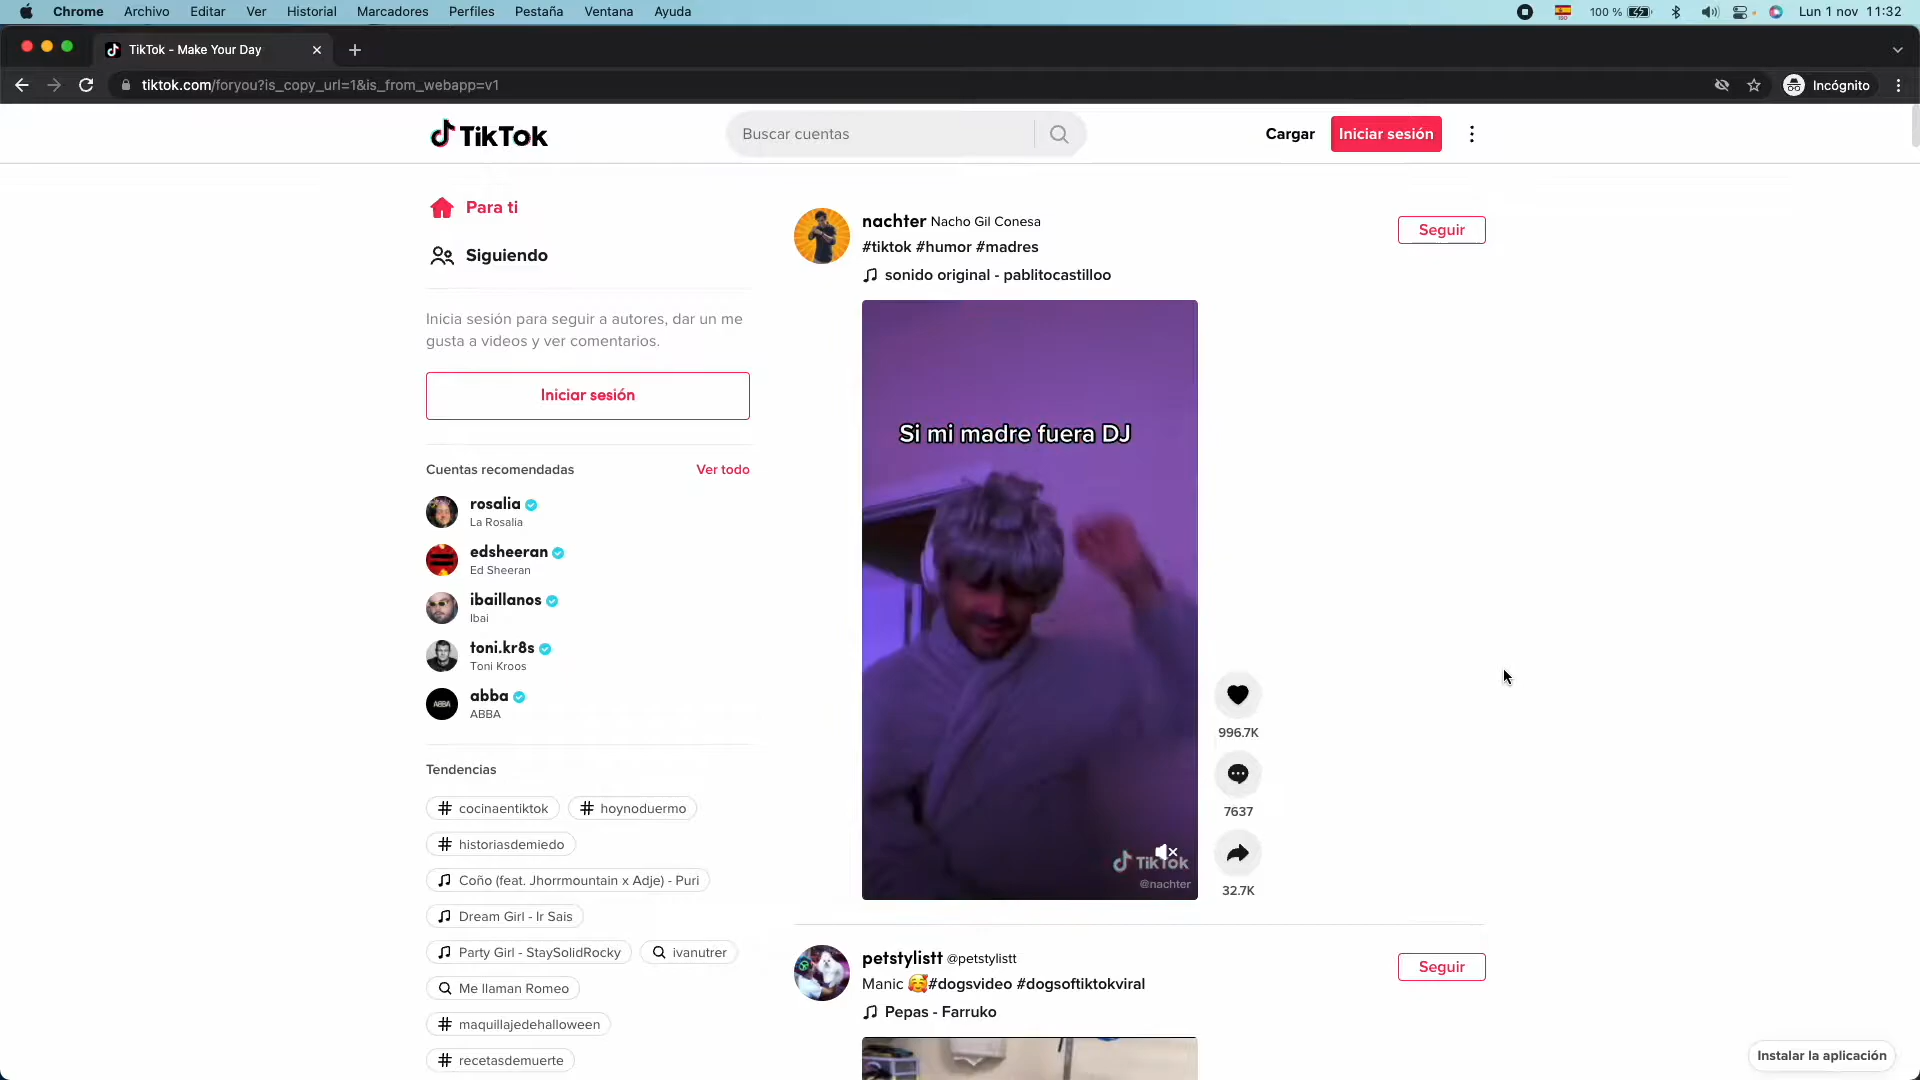 Chrome Archivo Editar Ver Historial Marcadores Perfiles Pestaña Ventana Ayuda
100 % Lun 1 nov 11:32
TikTok - Make Your Day
tiktok.com/foryou?is_copy_url=1&is_from_webapp=v1
Incógnito
TikTok
Buscar cuentas
Cargar
Iniciar sesión
Para ti
Siguiendo
Inicia sesión para seguir a autores, dar un me
gusta a videos y ver comentarios.
Iniciar sesión
Cuentas recomendadas
Ver todo
rosalia
La Rosalia
edsheeran
Ed Sheeran
ibaillanos
Ibai
toni.kr8s
Toni Kroos
ABBA
abba
ABBA
Tendencias
# cocinaentiktok
# hoynoduermo
# historiasdemiedo
Coño (feat. Jhorrmountain x Adje) - Puri
Dream Girl - Ir Sais
Party Girl - StaySolidRocky
ivanutrer
Me llaman Romeo
# maquillajedehalloween
# recetasdemuerte
nachter Nacho Gil Conesa
#tiktok #humor #madres
sonido original - pablitocastilloo
Seguir
Si mi madre fuera DJ
TikTok
@nachter
996.7K
7637
32.7K
petstylistt @petstylistt
Manic 🥰#dogsvideo #dogsoftiktokviral
Pepas - Farruko
Seguir
Instalar la aplicación